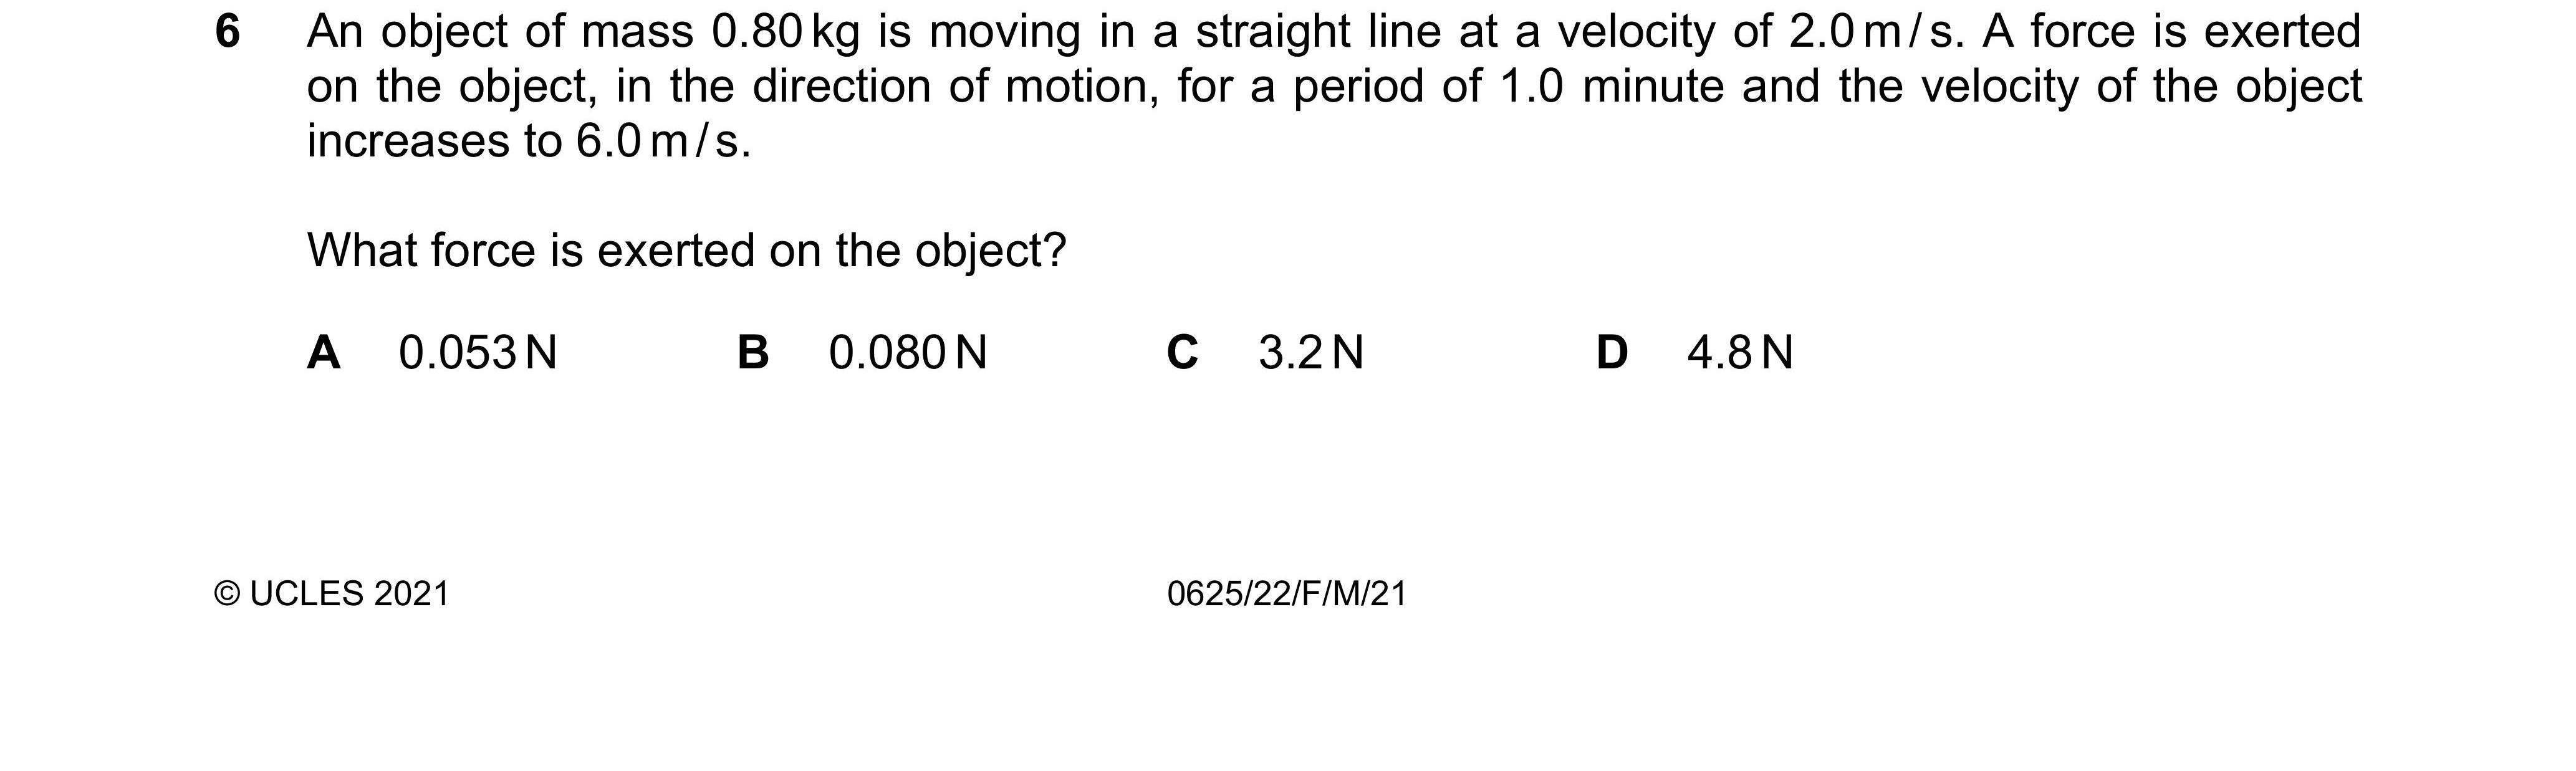 6 An object of mass 0.80 kg is moving in a straight line at a velocity of 2.0 m / s. A force is exerted
on the object, in the direction of motion, for a period of 1.0 minute and the velocity of the object
increases to 6.0 m / s.
What force is exerted on the object?
A 0.053 N B 0.080 N C 3.2 N D 4.8 N
© UCLES 2021 0625/22/F/M/21